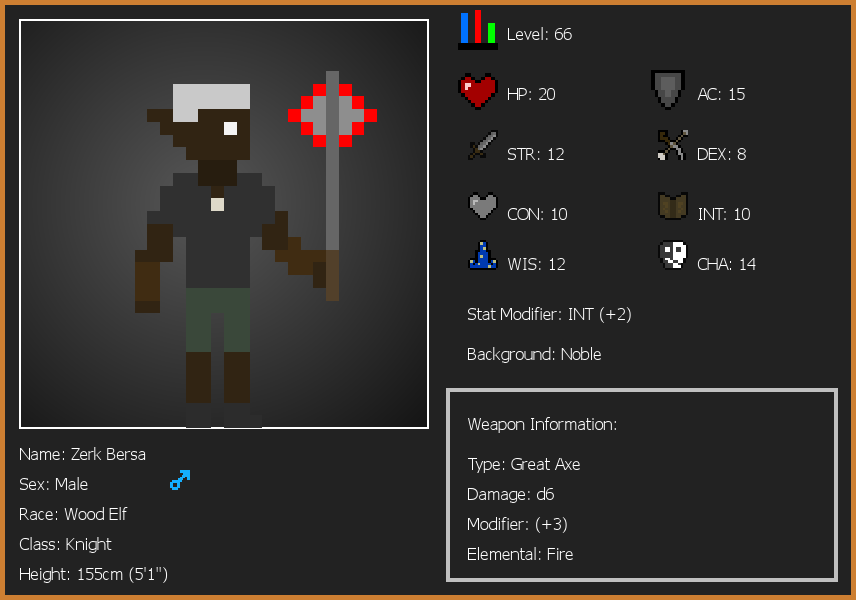 Level: 66
HP: 20
AC: 15
STR: 12
DEX: 8
CON: 10
INT: 10
WIS: 12
CHA: 14
Stat Modifier: INT (+2)
Background: Noble
Weapon Information:
Type: Great Axe
Damage: d6
Modifier: (+3)
Elemental: Fire
Name: Zerk Bersa
Sex: Male
Race: Wood Elf
Class: Knight
Height: 155cm (5'1")